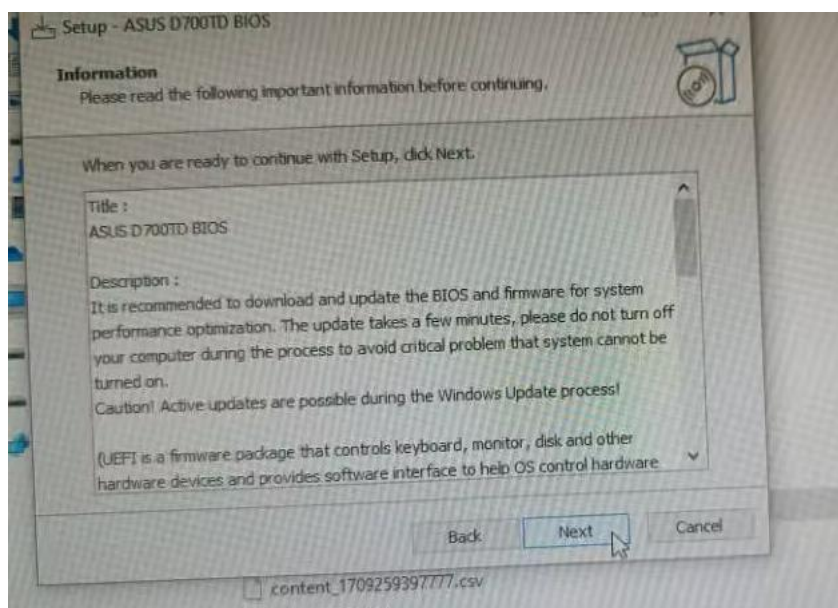 Setup - ASUS D700TD BIOS
Information
Please read the following important information before continuing.
When you are ready to continue with Setup, click Next.
Title :
ASUS D700TD BIOS
Description :
It is recommended to download and update the BIOS and firmware for system
performance optimization. The update takes a few minutes, please do not turn off
your computer during the process to avoid critical problem that system cannot be
turned on.
Caution! Active updates are possible during the Windows Update process!
(UEFI is a firmware package that controls keyboard, monitor, disk and other
hardware devices and provides software interface to help OS control hardware
Back Next Cancel
content_1709259397777.csv